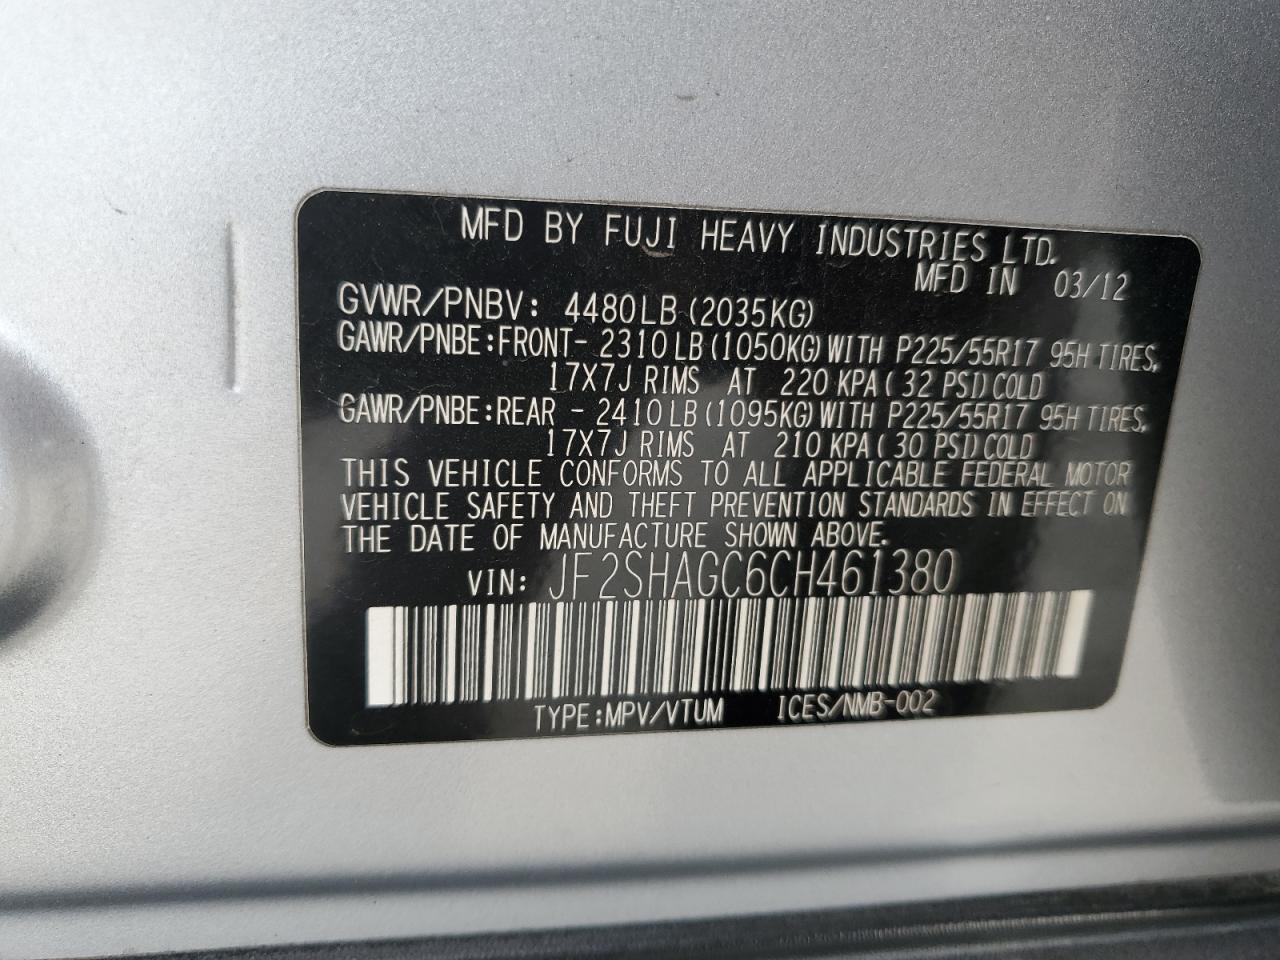 MFD BY FUJI HEAVY INDUSTRIES LTD.
MFD IN 03/12
GVWR/PNBV: 4480LB (2035KG)
GAWR/PNBE:FRONT- 2310 LB (1050KG) WITH P225/55R17 95H TIRES,
17X7J RIMS AT 220 KPA ( 32 PSI) COLD
GAWR/PNBE:REAR - 2410 LB (1095KG) WITH P225/55R17 95H TIRES,
17X7J RIMS AT 210 KPA ( 30 PSI) COLD
THIS VEHICLE CONFORMS TO ALL APPLICABLE FEDERAL MOTOR
VEHICLE SAFETY AND THEFT PREVENTION STANDARDS IN EFFECT ON
THE DATE OF MANUFACTURE SHOWN ABOVE.
VIN: JF2SHAGC6CH461380
TYPE:MPV/VTUM ICES/NMB-002